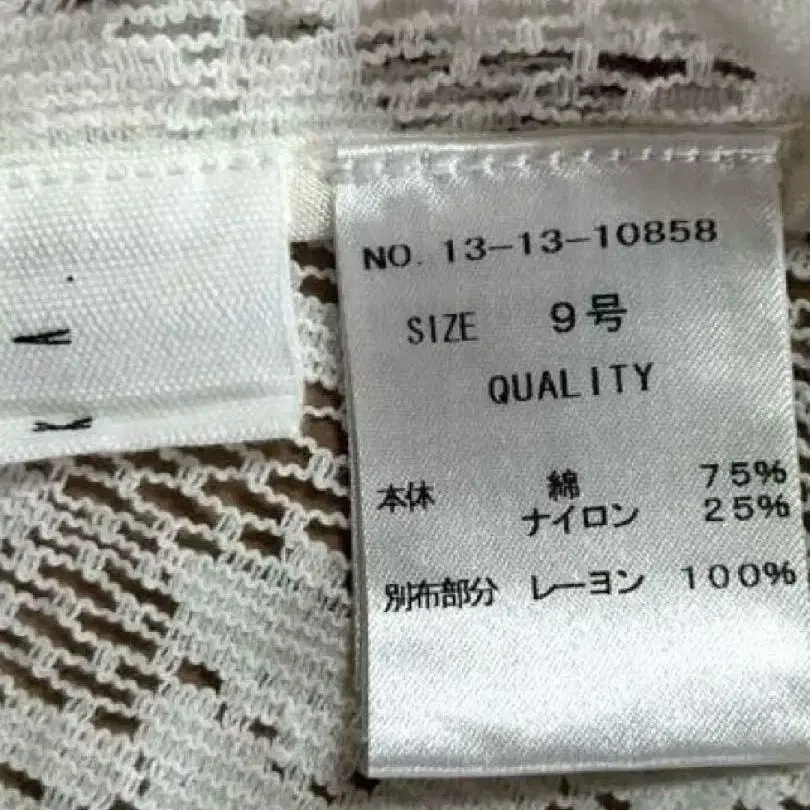 NO. 13-13-10858
SIZE 9号
QUALITY
本体 綿 75%
ナイロン 25%
別布部分 レーヨン 100%